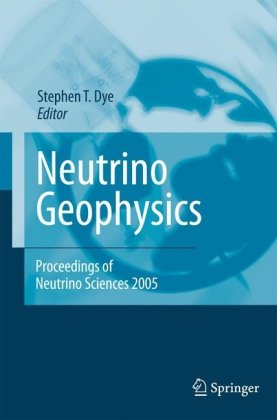 Stephen T. Dye
Editor
Neutrino
Geophysics
Proceedings of
Neutrino Sciences 2005
Springer